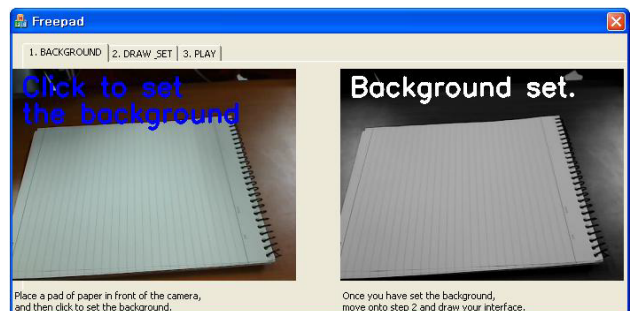 Freepad
1. BACKGROUND 2. DRAW_SET 3. PLAY
Click to set
the background
Background set.
Place a pad of paper in front of the camera,
and then click to set the background.
Once you have set the background,
move onto step 2 and draw your interface.